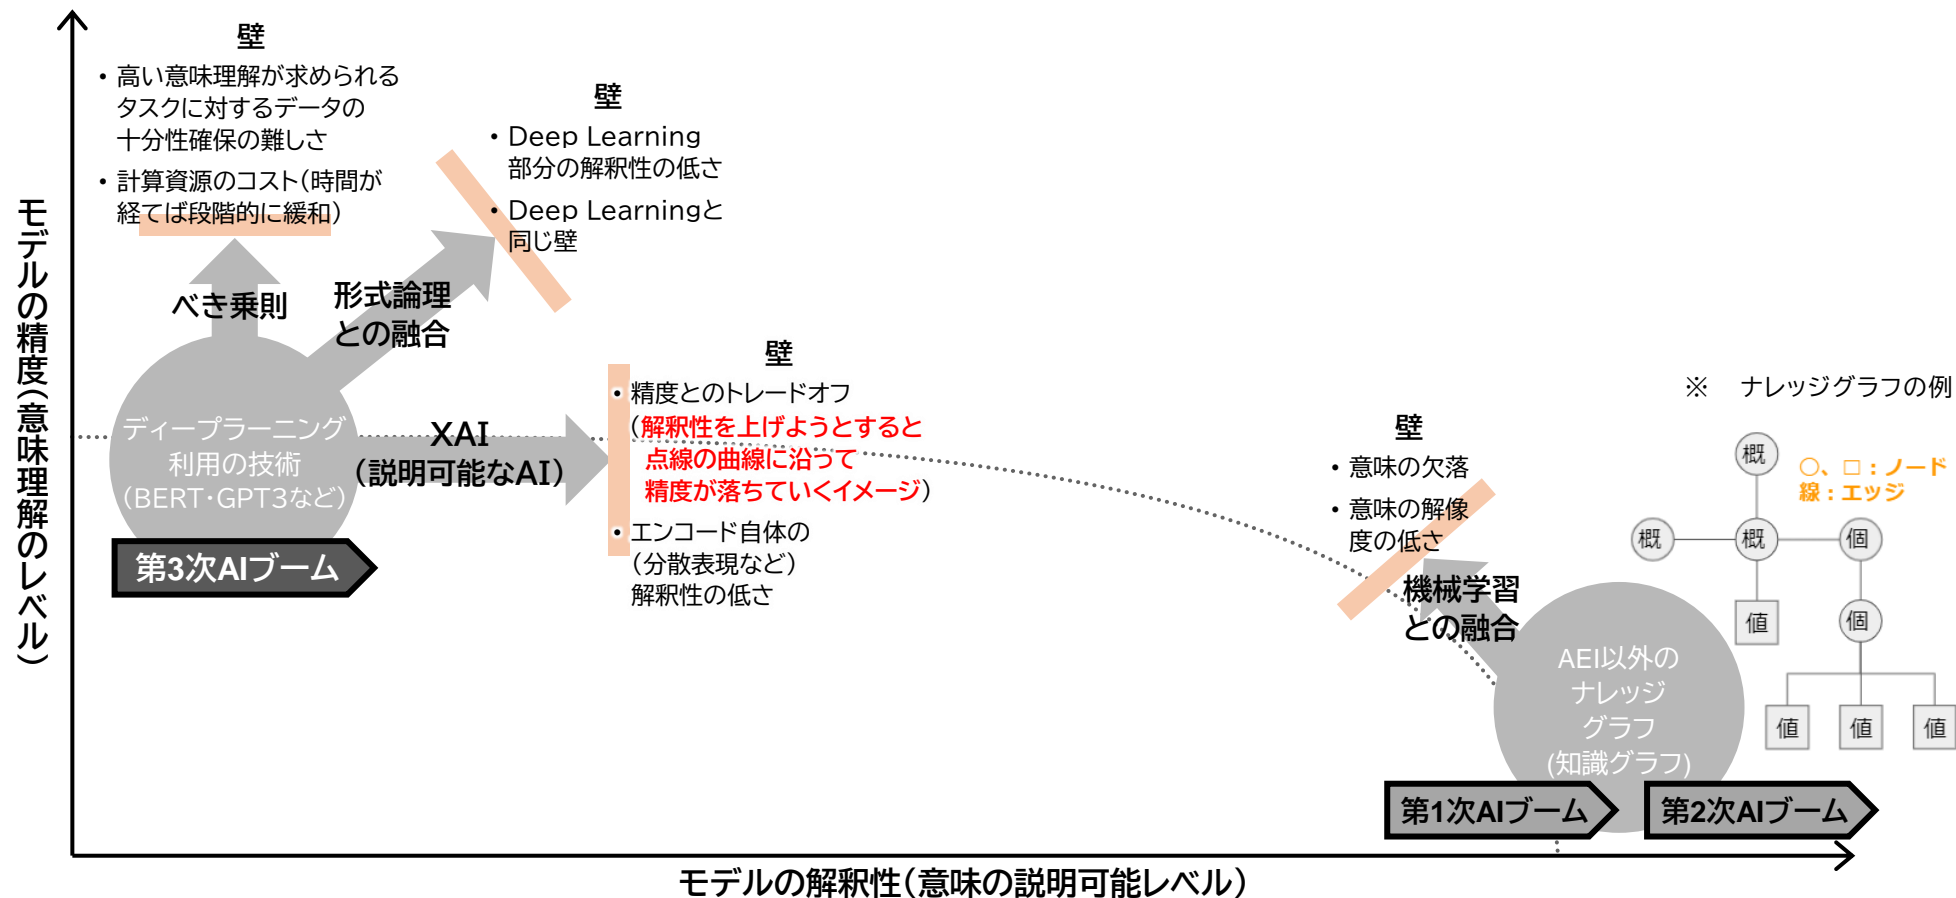 モデルの精度(意味理解のレベル)
壁
・高い意味理解が求められる
タスクに対するデータの
十分性確保の難しさ
・計算資源のコスト(時間が
経てば段階的に緩和)
壁
・Deep Learning
部分の解釈性の低さ
・Deep Learningと
同じ壁
べき乗則
形式論理
との融合
ディープラーニング
利用の技術
(BERT・GPT3など)
第3次AIブーム
XAI
(説明可能なAI)
壁
・精度とのトレードオフ
(解釈性を上げようとすると
点線の曲線に沿って
精度が落ちていくイメージ)
・エンコード自体の
(分散表現など)
解釈性の低さ
壁
・意味の欠落
・意味の解像
度の低さ
機械学習
との融合
AEI以外の
ナレッジ
グラフ
(知識グラフ)
第1次AIブーム
第2次AIブーム
※ ナレッジグラフの例
○、□:ノード
線:エッジ
概
概 概 個
値 個
値 値 値
モデルの解釈性(意味の説明可能レベル)